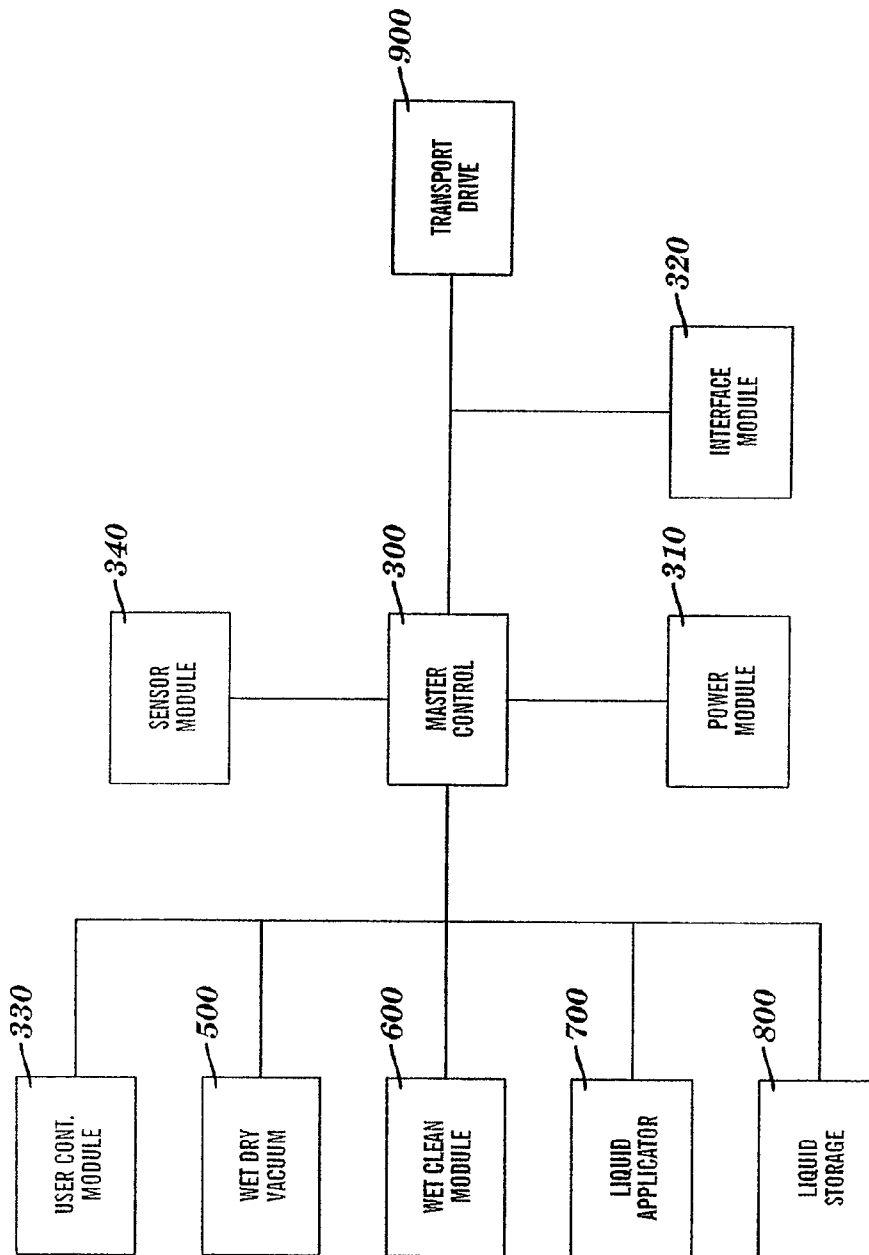 330
USER CONT.
MODULE
500
WET DRY
VACUUM
600
WET CLEAN
MODULE
700
LIQUID
APPLICATOR
800
LIQUID
STORAGE
340
SENSOR
MODULE
300
MASTER
CONTROL
310
POWER
MODULE
900
TRANSPORT
DRIVE
320
INTERFACE
MODULE